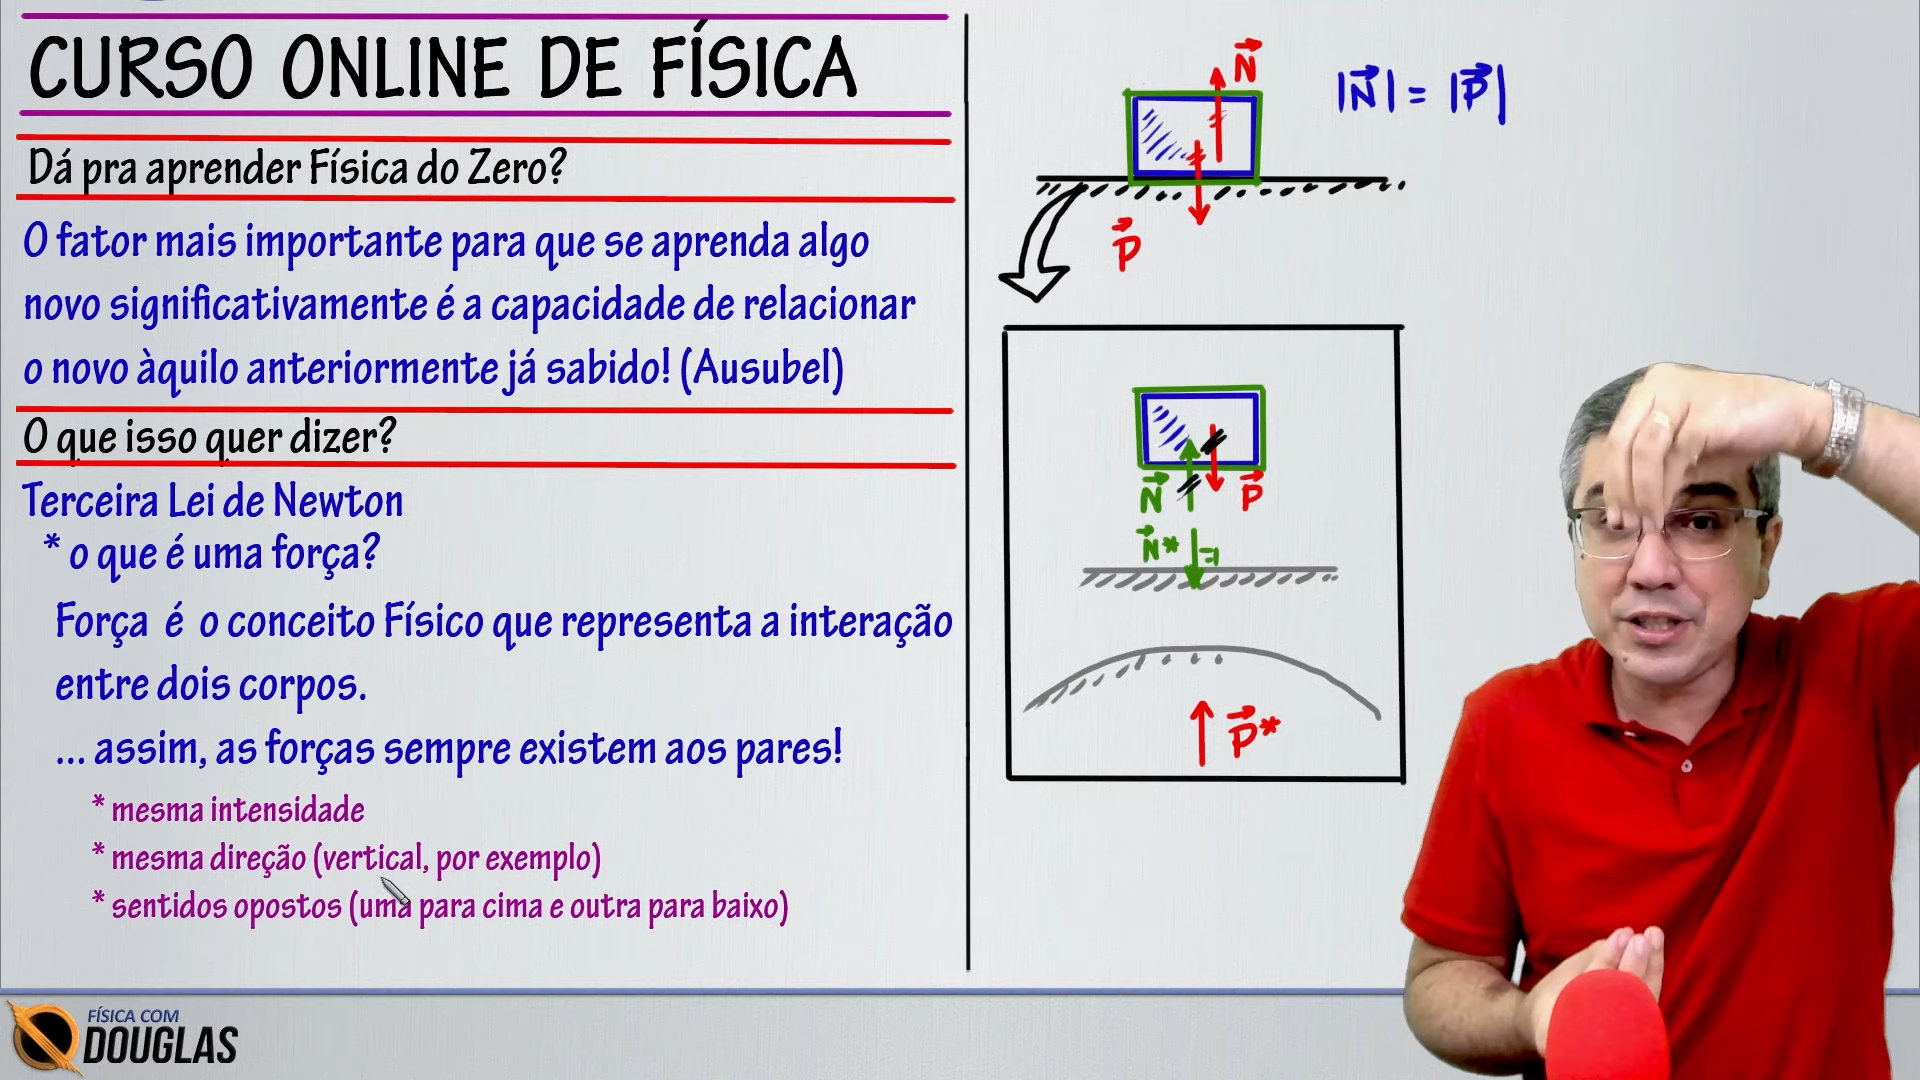 CURSO ONLINE DE FÍSICA
Dá pra aprender Física do Zero?
O fator mais importante para que se aprenda algo
novo significativamente é a capacidade de relacionar
o novo àquilo anteriormente já sabido! (Ausubel)
O que isso quer dizer?
Terceira Lei de Newton
* o que é uma força?
Força é o conceito Físico que representa a interação
entre dois corpos.
... assim, as forças sempre existem aos pares!
* mesma intensidade
* mesma direção (vertical, por exemplo)
* sentidos opostos (uma para cima e outra para baixo)
FÍSICA COM
DOUGLAS
N⃗
|N⃗| = |P⃗|
P⃗
N⃗
P⃗
N⃗*
P⃗*